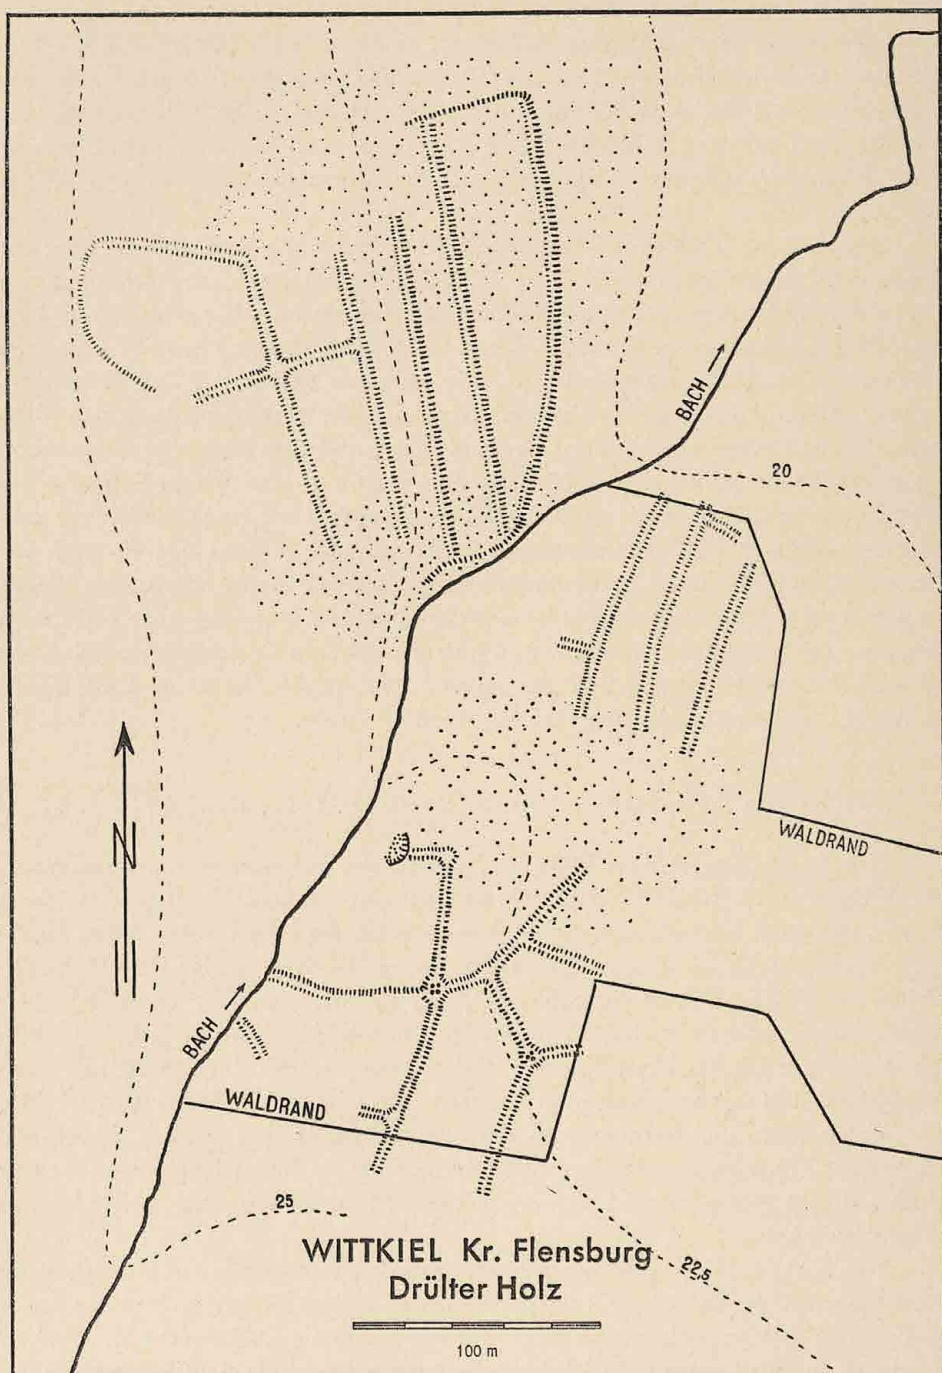 BACH →
20
WALDRAND
N
BACH →
WALDRAND
25
22,5
WITTKIEL Kr. Flensburg
Drülter Holz
100 m